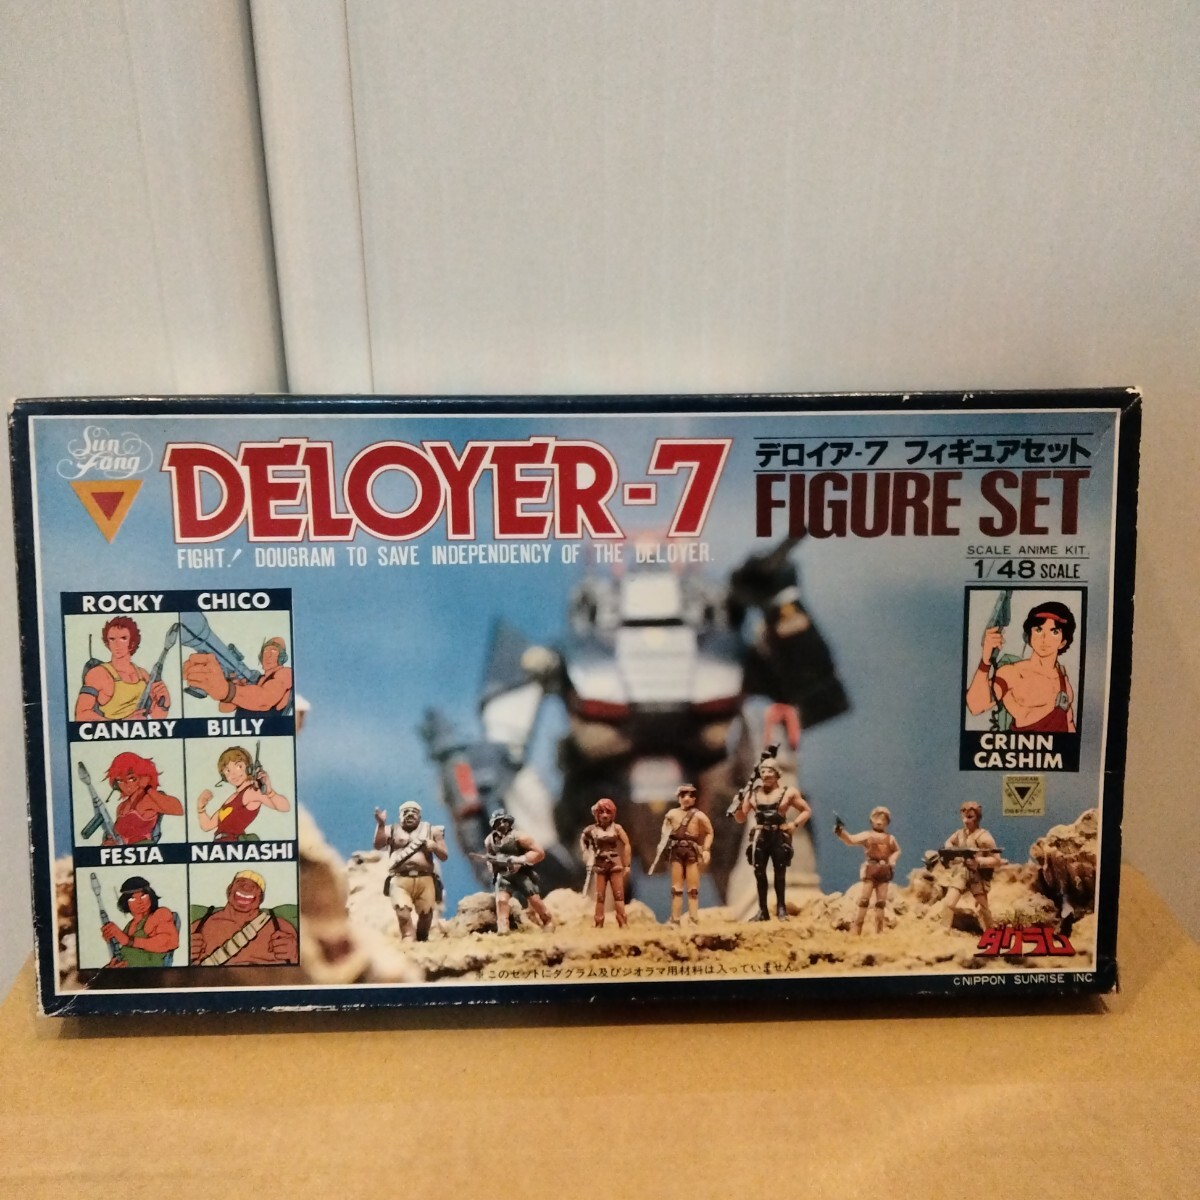 Sun
Fang
DELOYER-7
FIGHT! DOUGRAM TO SAVE INDEPENDENCY OF THE DELOYER.
デロイア-7 フィギュアセット
FIGURE SET
SCALE ANIME KIT.
1/48 SCALE
ROCKY
CHICO
CANARY
BILLY
FESTA
NANASHI
CRINN
CASHIM
DOUGRAM
ダグラム
※このセットにダグラム及びジオラマ用材料は入っていません。
©NIPPON SUNRISE INC.